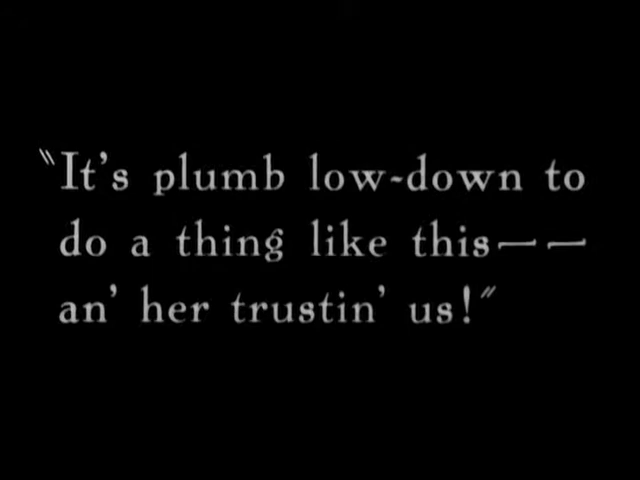 "It's plumb low-down to
do a thing like this——
an' her trustin' us!"